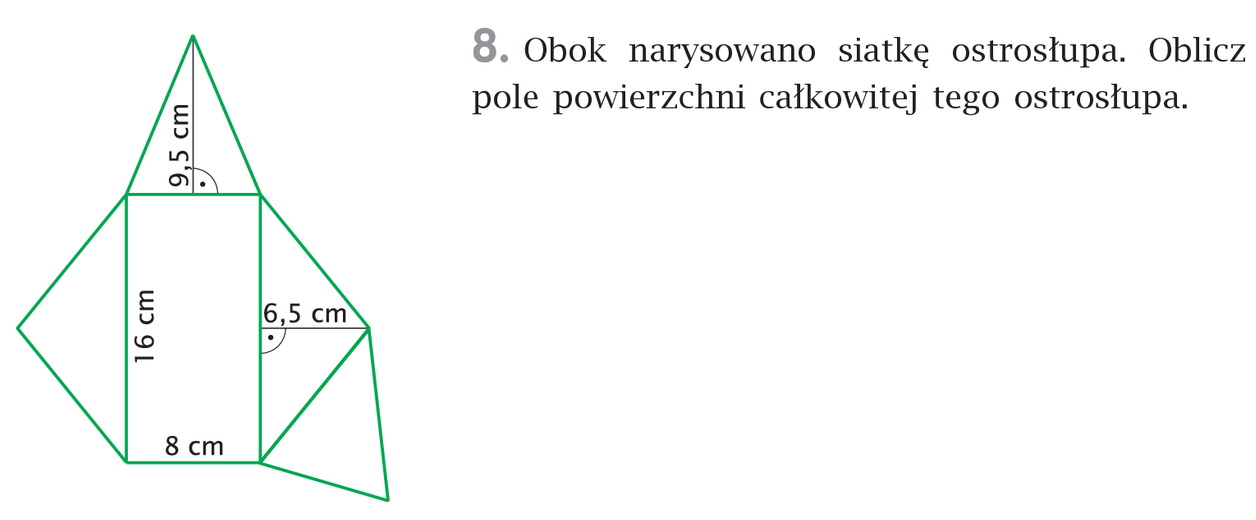 8. Obok narysowano siatkę ostrosłupa. Oblicz
pole powierzchni całkowitej tego ostrosłupa.
9,5 cm
16 cm
6,5 cm
8 cm